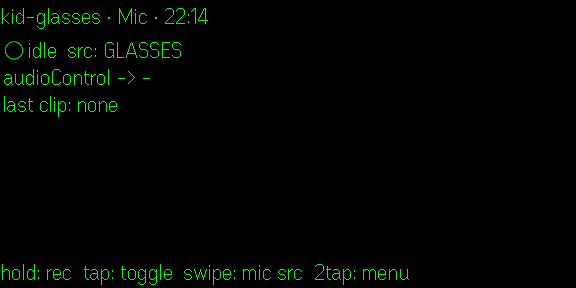 kid-glasses · Mic · 22:14
○ idle src: GLASSES
audioControl -> -
last clip: none
hold: rec tap: toggle swipe: mic src 2tap: menu